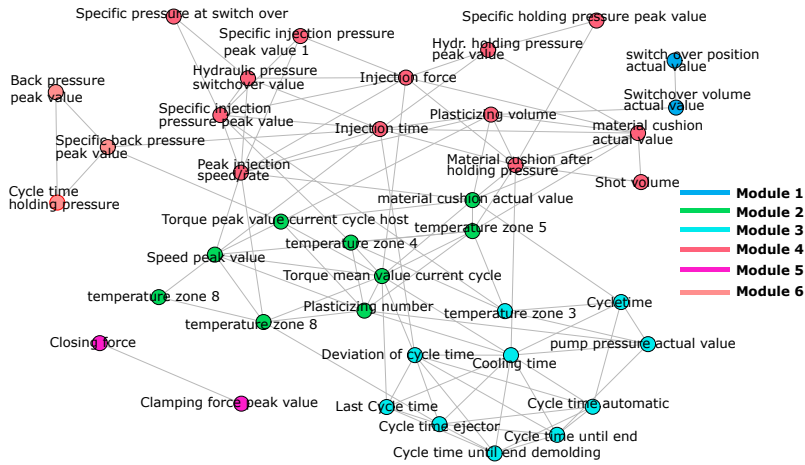 Specific pressure at switch over
Specific injection pressure
peak value 1
Specific holding pressure peak value
Hydr. holding pressure
peak value
switch over position
actual value
Back pressure
peak value
Hydraulic pressure
switchover value
Injection force
Switchover volume
actual value
Specific injection
pressure peak value
Plasticizing volume
Injection time
material cushion
actual value
Specific back pressure
peak value
Peak injection
speed/rate
Material cushion after
holding pressure
Shot volume
Cycle time
holding pressure
material cushion actual value
Module 1
Module 2
Module 3
Module 4
Module 5
Module 6
Torque peak value current cycle host
temperature zone 5
temperature zone 4
Speed peak value
Torque mean value current cycle
temperature zone 8
Plasticizing number
Cycletime
temperature zone 3
temperature zone 8
Closing force
pump pressure actual value
Deviation of cycle time
Cooling time
Clamping force peak value
Last Cycle time
Cycle time automatic
Cycle time ejector
Cycle time until end
Cycle time until end demolding